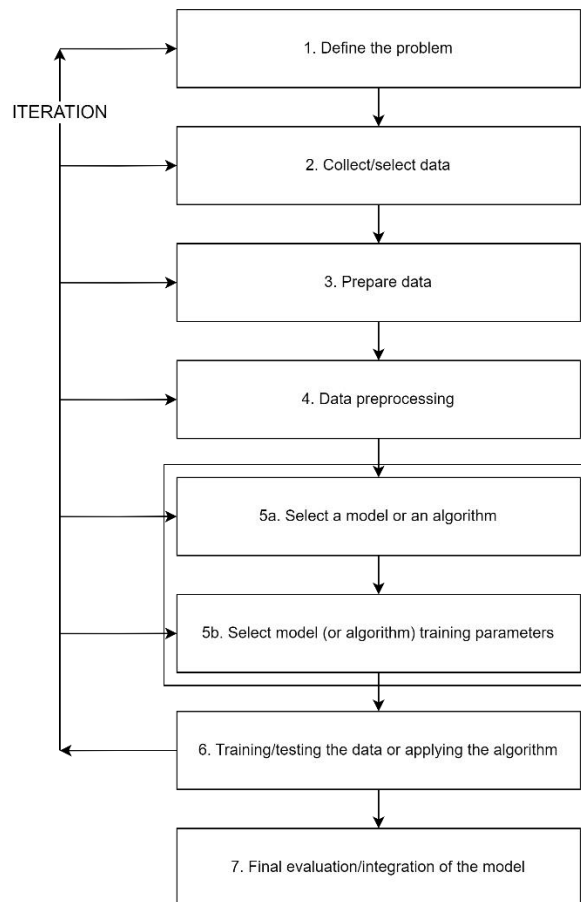 1. Define the problem
ITERATION
2. Collect/select data
3. Prepare data
4. Data preprocessing
5a. Select a model or an algorithm
5b. Select model (or algorithm) training parameters
6. Training/testing the data or applying the algorithm
7. Final evaluation/integration of the model